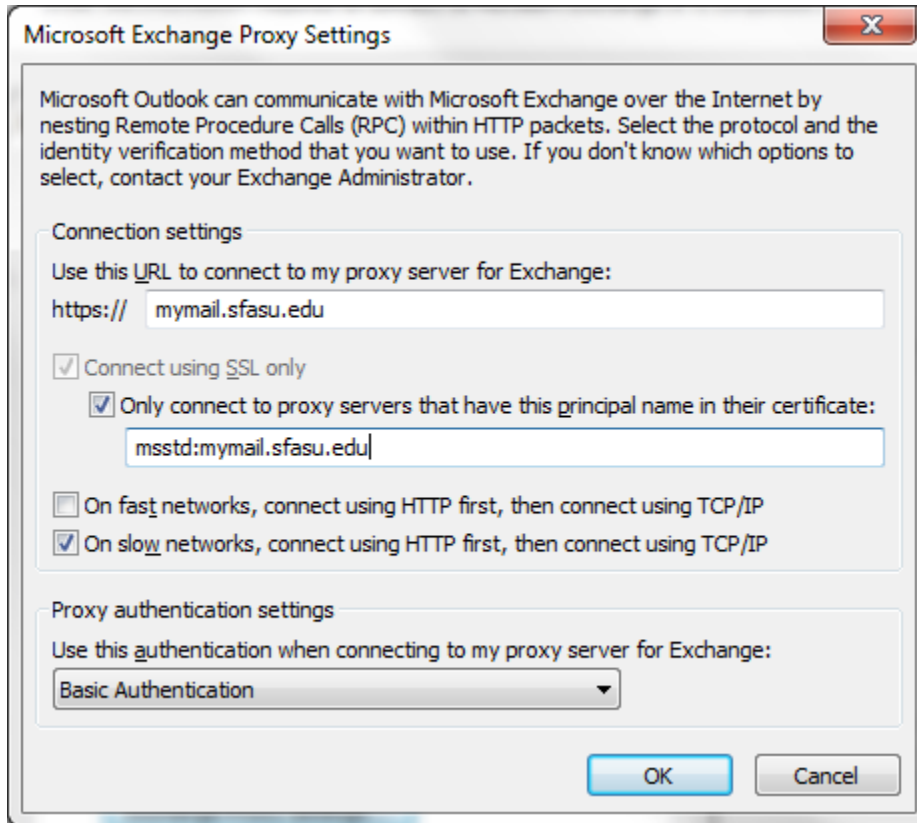 Microsoft Exchange Proxy Settings
Microsoft Outlook can communicate with Microsoft Exchange over the Internet by
nesting Remote Procedure Calls (RPC) within HTTP packets. Select the protocol and the
identity verification method that you want to use. If you don't know which options to
select, contact your Exchange Administrator.
Connection settings
Use this URL to connect to my proxy server for Exchange:
https:// mymail.sfasu.edu
Connect using SSL only
Only connect to proxy servers that have this principal name in their certificate:
msstd:mymail.sfasu.edu
On fast networks, connect using HTTP first, then connect using TCP/IP
On slow networks, connect using HTTP first, then connect using TCP/IP
Proxy authentication settings
Use this authentication when connecting to my proxy server for Exchange:
Basic Authentication
OK Cancel